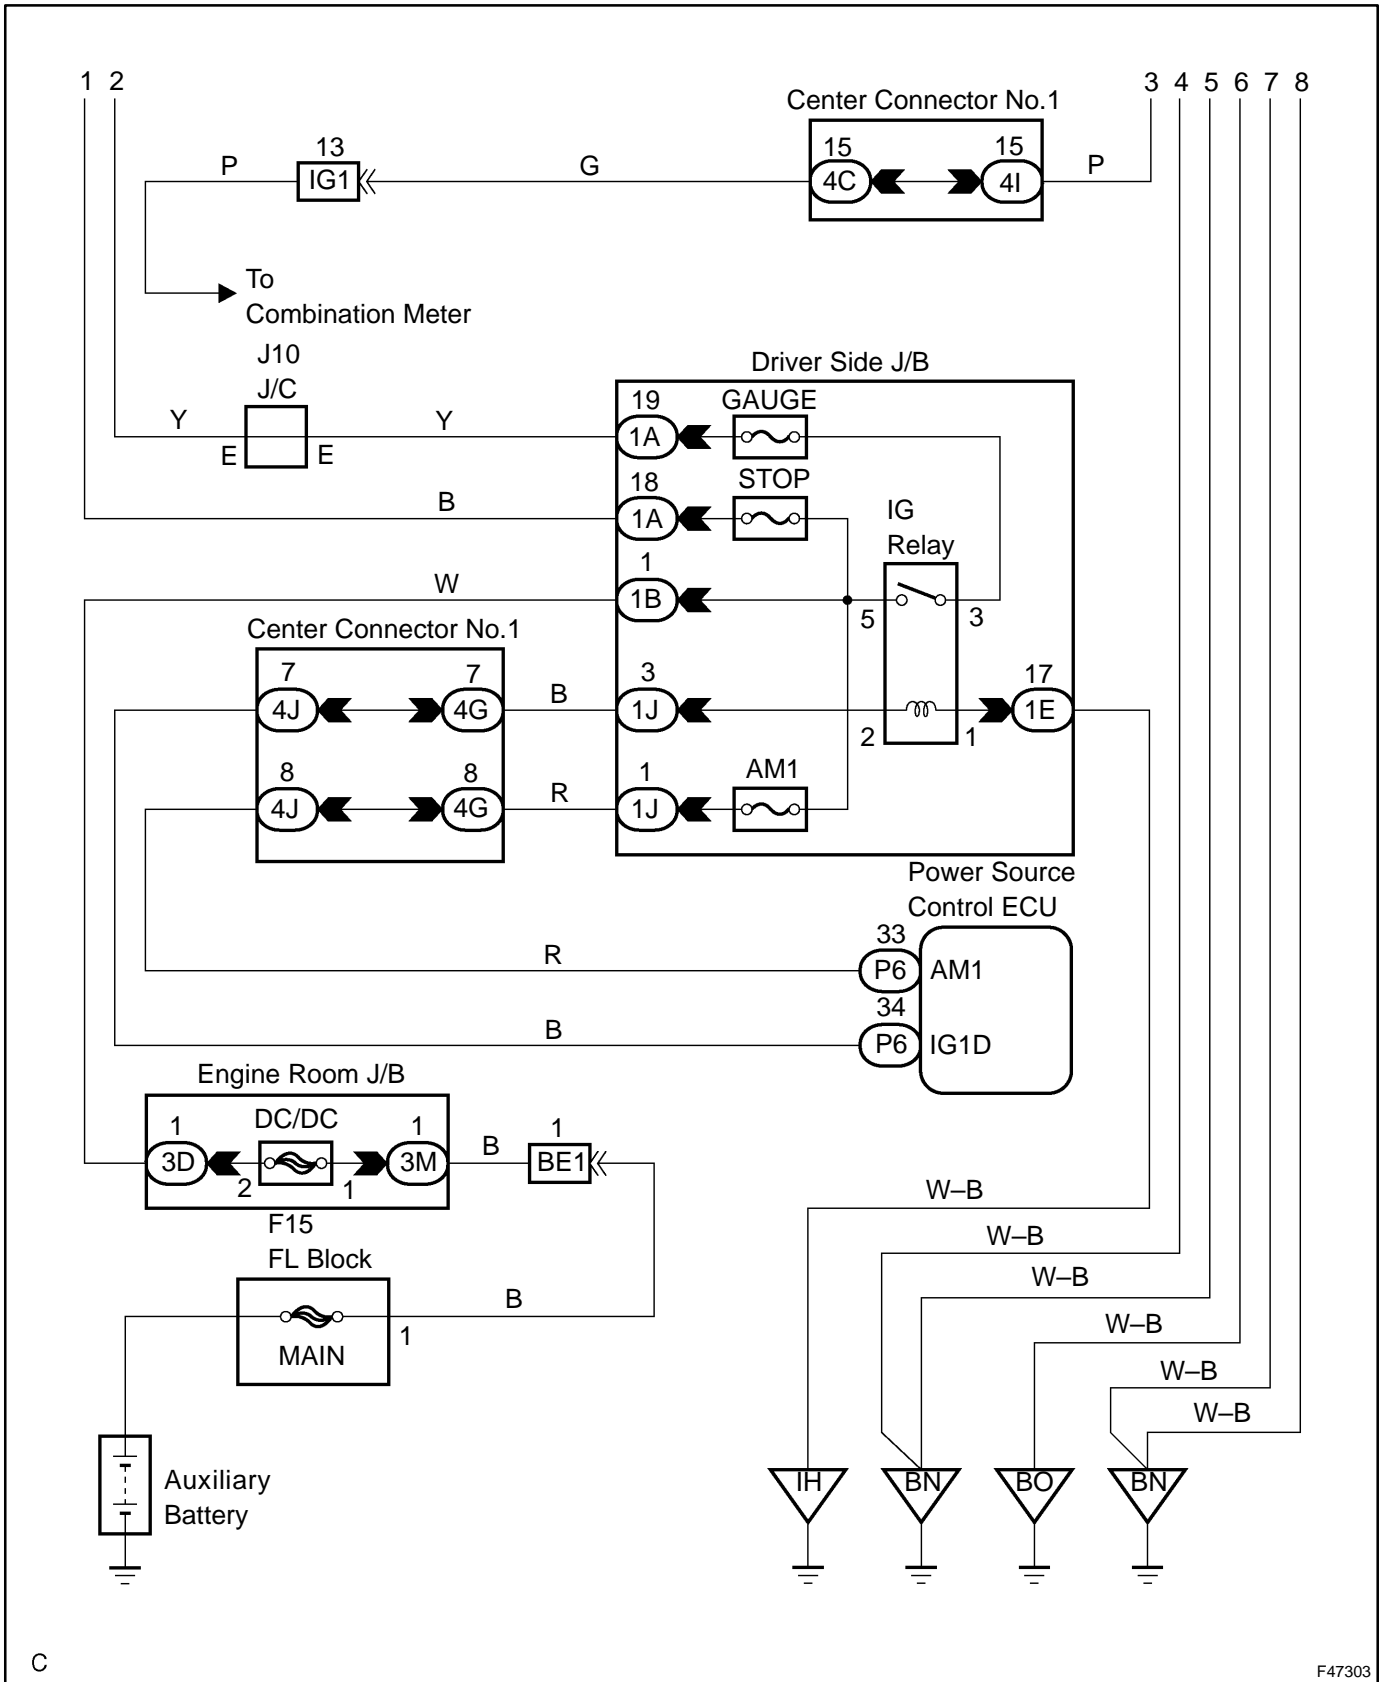 1 2
3 4 5 6 7 8
Center Connector No.1
13
15
15
P
IG1
G
4C
4I
P
To
Combination Meter
J10
J/C
Driver Side J/B
19
GAUGE
Y
E
E
Y
1A
18
STOP
B
1A
IG
Relay
1
W
1B
5
3
Center Connector No.1
7
7
3
17
4J
4G
B
1J
2
1
1E
8
8
1
AM1
4J
4G
R
1J
Power Source
Control ECU
33
R
P6
AM1
34
B
P6
IG1D
Engine Room J/B
1
DC/DC
1
1
3D
2
1
3M
B
BE1
W–B
F15
FL Block
W–B
W–B
B
1
MAIN
W–B
W–B
W–B
Auxiliary
Battery
IH
BN
BO
BN
C
F47303